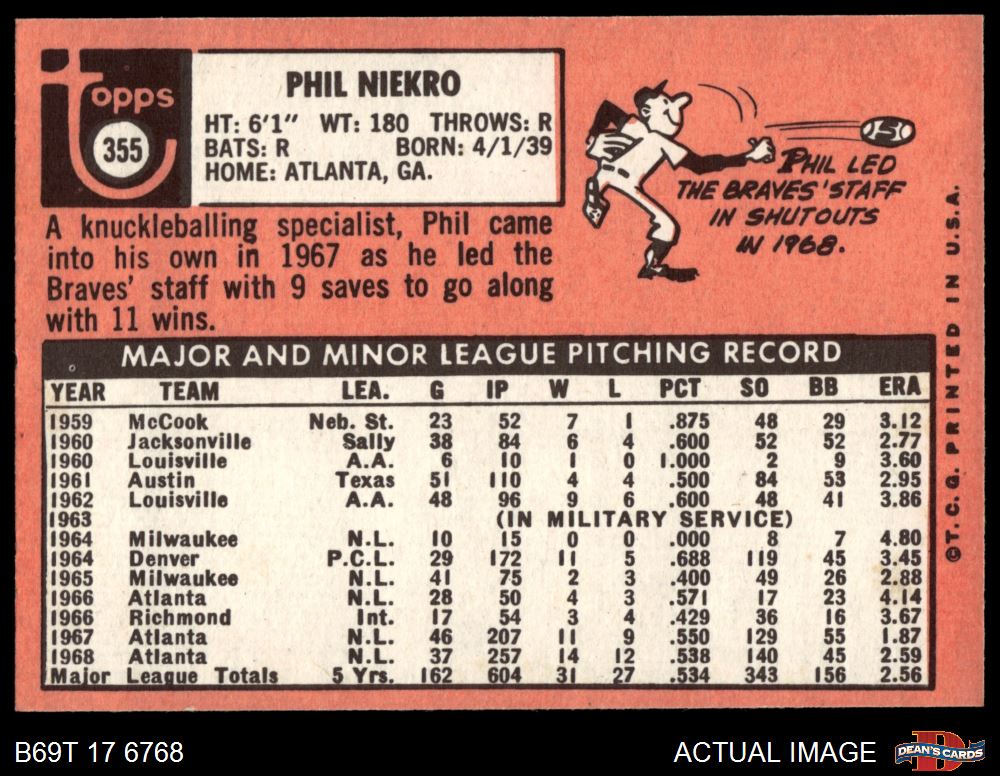 topps
355
PHIL NIEKRO
HT: 6'1" WT: 180 THROWS: R
BATS: R BORN: 4/1/39
HOME: ATLANTA, GA.
A knuckleballing specialist, Phil came
into his own in 1967 as he led the
Braves' staff with 9 saves to go along
with 11 wins.
PHIL LED
THE BRAVES' STAFF
IN SHUTOUTS
IN 1968.
MAJOR AND MINOR LEAGUE PITCHING RECORD
YEAR TEAM LEA. G IP W L PCT SO BB ERA
1959 McCook Neb. St. 23 52 7 1 .875 48 29 3.12
1960 Jacksonville Sally 38 84 6 4 .600 52 52 2.77
1960 Louisville A.A. 6 10 1 0 1.000 2 9 3.60
1961 Austin Texas 51 110 4 4 .500 84 53 2.95
1962 Louisville A.A. 48 96 9 6 .600 48 41 3.86
1963 (IN MILITARY SERVICE)
1964 Milwaukee N.L. 10 15 0 0 .000 8 7 4.80
1964 Denver P.C.L. 29 172 11 5 .688 119 45 3.45
1965 Milwaukee N.L. 41 75 2 3 .400 49 26 2.88
1966 Atlanta N.L. 28 50 4 3 .571 17 23 4.14
1966 Richmond Int. 17 54 3 4 .429 36 16 3.67
1967 Atlanta N.L. 46 207 11 9 .550 129 55 1.87
1968 Atlanta N.L. 37 257 14 12 .538 140 45 2.59
Major League Totals 5 Yrs. 162 604 31 27 .534 343 156 2.56
©T.C.G. PRINTED IN U.S.A.
B69T 17 6768
ACTUAL IMAGE
DEAN'S CARDS